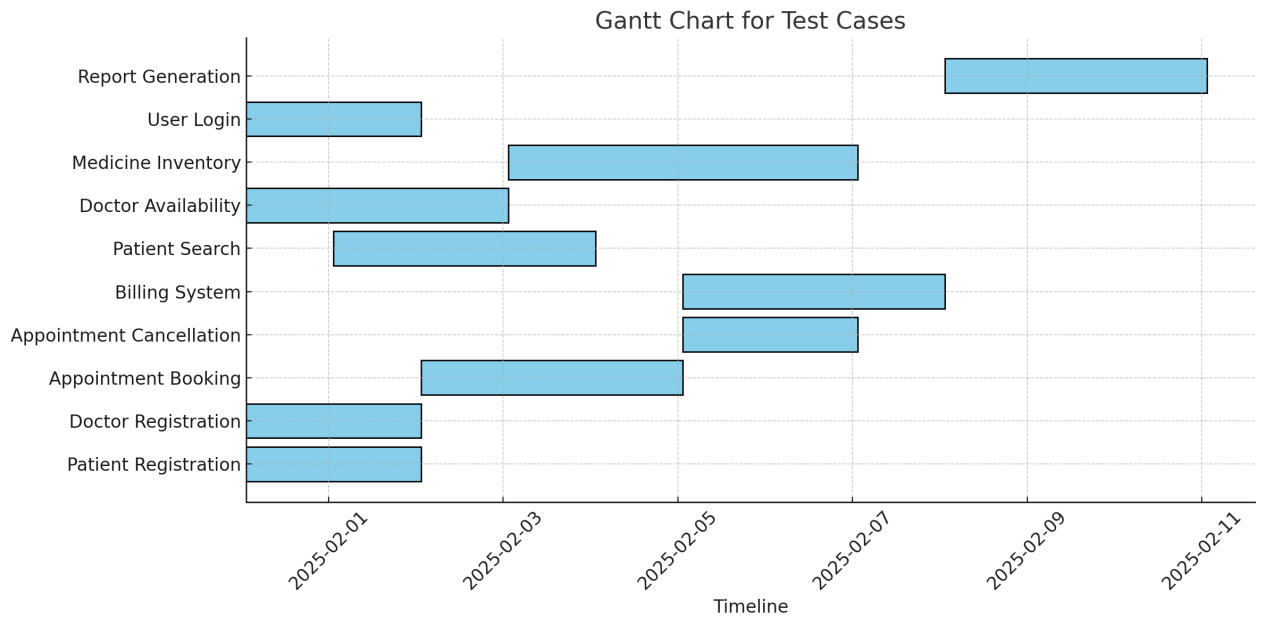 Gantt Chart for Test Cases
Report Generation
User Login
Medicine Inventory
Doctor Availability
Patient Search
Billing System
Appointment Cancellation
Appointment Booking
Doctor Registration
Patient Registration
2025-02-01
2025-02-03
2025-02-05
2025-02-07
2025-02-09
2025-02-11
Timeline